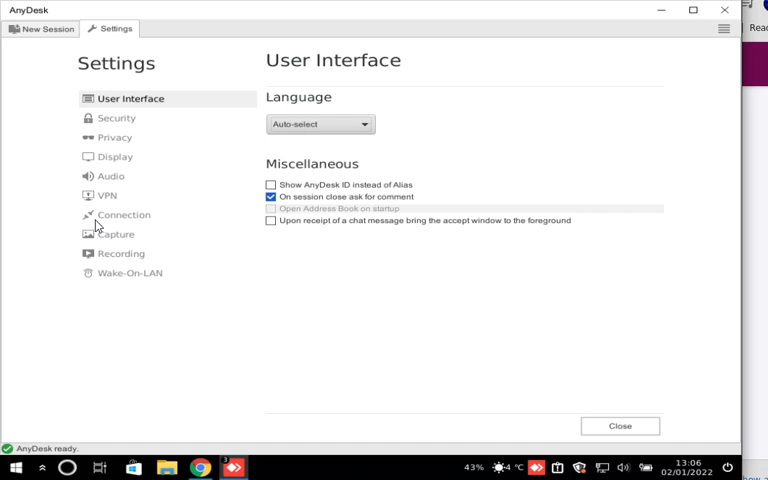 AnyDesk
New Session
Settings
Read
Settings
User Interface
Security
Privacy
Display
Audio
VPN
Connection
Capture
Recording
Wake-On-LAN
User Interface
Language
Auto-select
Miscellaneous
Show AnyDesk ID instead of Alias
On session close ask for comment
Open Address Book on startup
Upon receipt of a chat message bring the accept window to the foreground
Close
AnyDesk ready.
3
43%
4 °C
13:06
02/01/2022